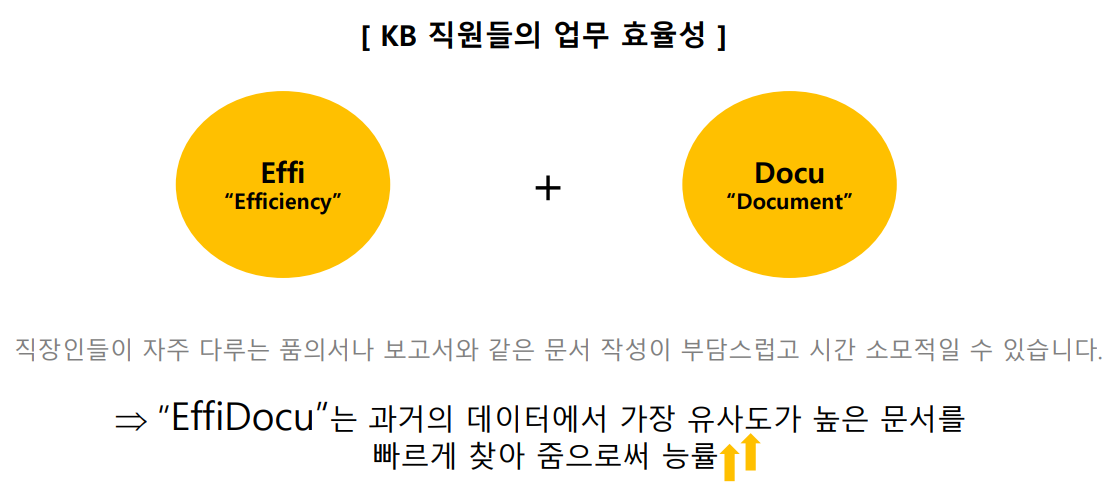 [ KB 직원들의 업무 효율성 ]
Effi
“Efficiency”
+
Docu
“Document”
직장인들이 자주 다루는 품의서나 보고서와 같은 문서 작성이 부담스럽고 시간 소모적일 수 있습니다.
⇒ “EffiDocu”는 과거의 데이터에서 가장 유사도가 높은 문서를
빠르게 찾아 줌으로써 능률